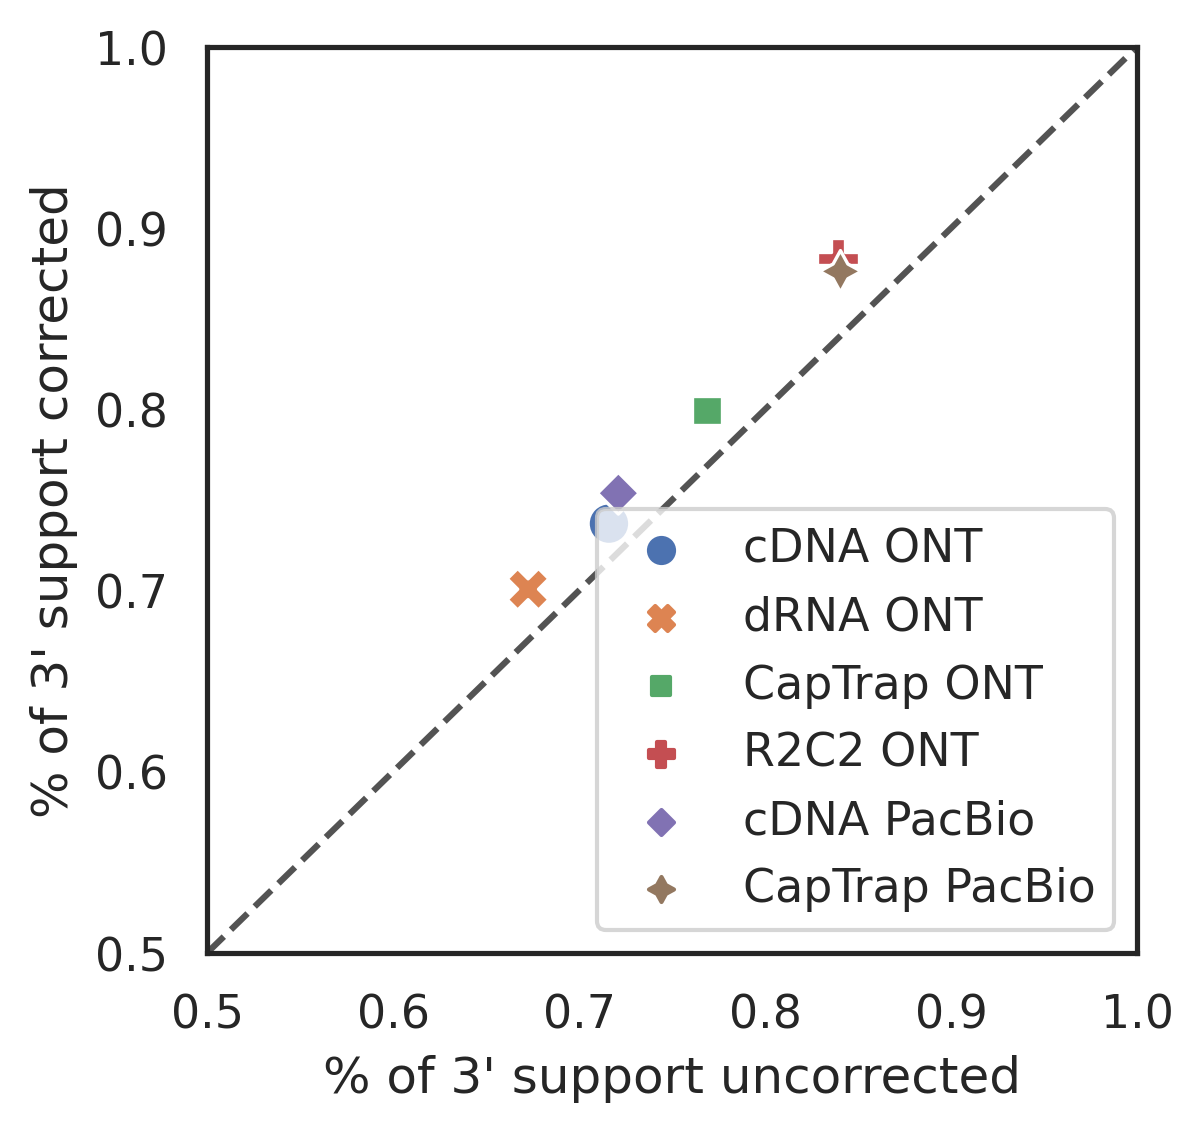 1.0
0.9
0.8
0.7
0.6
0.5
% of 3' support corrected
cDNA ONT
dRNA ONT
CapTrap ONT
R2C2 ONT
cDNA PacBio
CapTrap PacBio
0.5 0.6 0.7 0.8 0.9 1.0
% of 3' support uncorrected